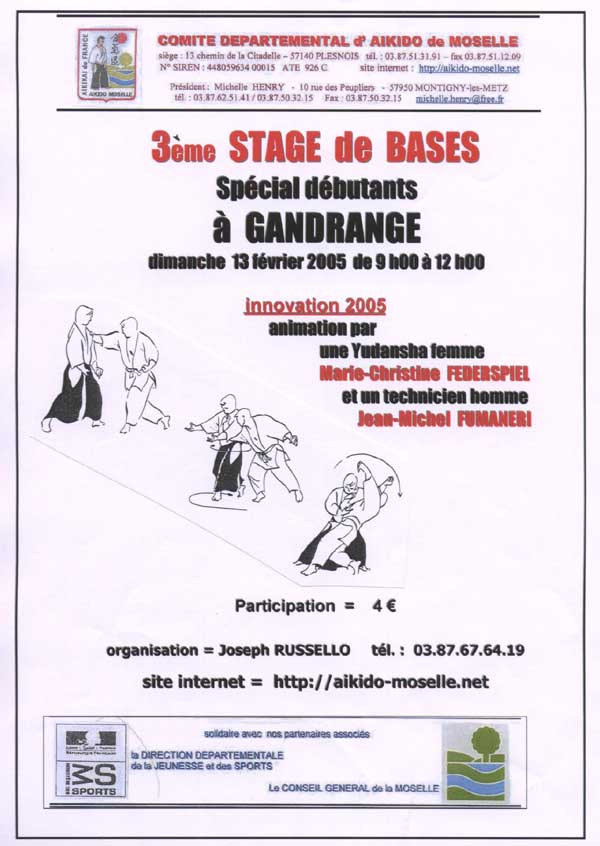 COMITE DEPARTEMENTAL d' AIKIDO de MOSELLE
siège : 13 chemin de la Citadelle – 57140 PLESNOIS tél. : 03.87.51.31.91 – fax 03.87.51.12.09
N° SIREN : 448059634 00015 ATE 926 C site internet : http://aikido-moselle.net
Président : Michelle HENRY - 10 rue des Peupliers - 57950 MONTIGNY-les-METZ
tél. : 03.87.62.51.41 / 03.87.50.32.15 Fax : 03.87.50.32.15 michelle.henry@free.fr
AIKIKAI de FRANCE
AIKIDO MOSELLE
3ème STAGE de BASES
Spécial débutants
à GANDRANGE
dimanche 13 février 2005 de 9 h00 à 12 h00
innovation 2005
animation par
une Yudansha femme
Marie-Christine FEDERSPIEL
et un technicien homme
Jean-Michel FUMANERI
Participation = 4 €
organisation = Joseph RUSSELLO tél. : 03.87.67.64.19
site internet = http://aikido-moselle.net
solidaire avec nos partenaires associés
la DIRECTION DEPARTEMENTALE
de la JEUNESSE et des SPORTS
Le CONSEIL GENERAL de la MOSELLE
SPORTS